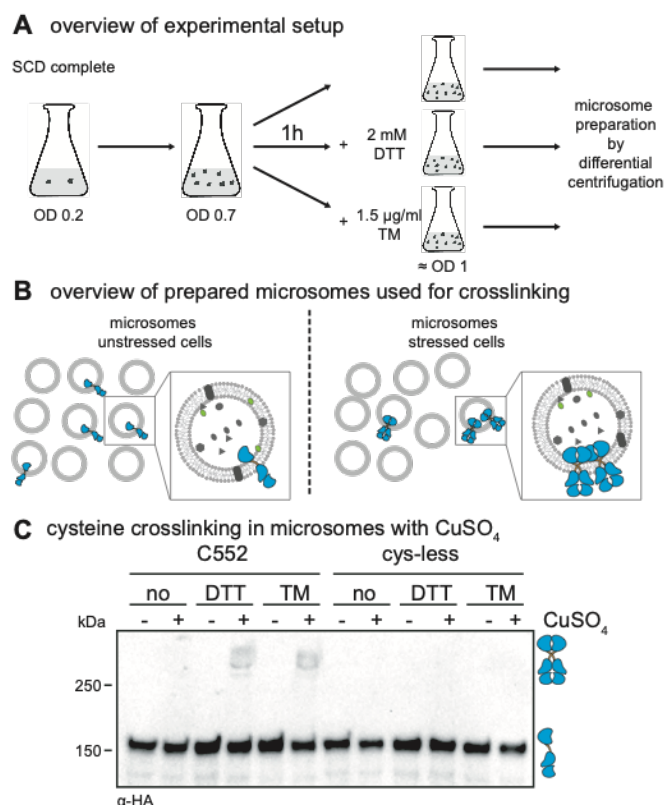 A overview of experimental setup
SCD complete
OD 0.2
OD 0.7
1h
+ 2 mM
DTT
+ 1.5 µg/ml
TM
≈ OD 1
microsome
preparation
by
differential
centrifugation
B overview of prepared microsomes used for crosslinking
microsomes
unstressed cells
microsomes
stressed cells
C cysteine crosslinking in microsomes with CuSO4
C552 cys-less
no DTT TM no DTT TM
kDa - + - + - + - + - + - + CuSO4
250
150
α-HA